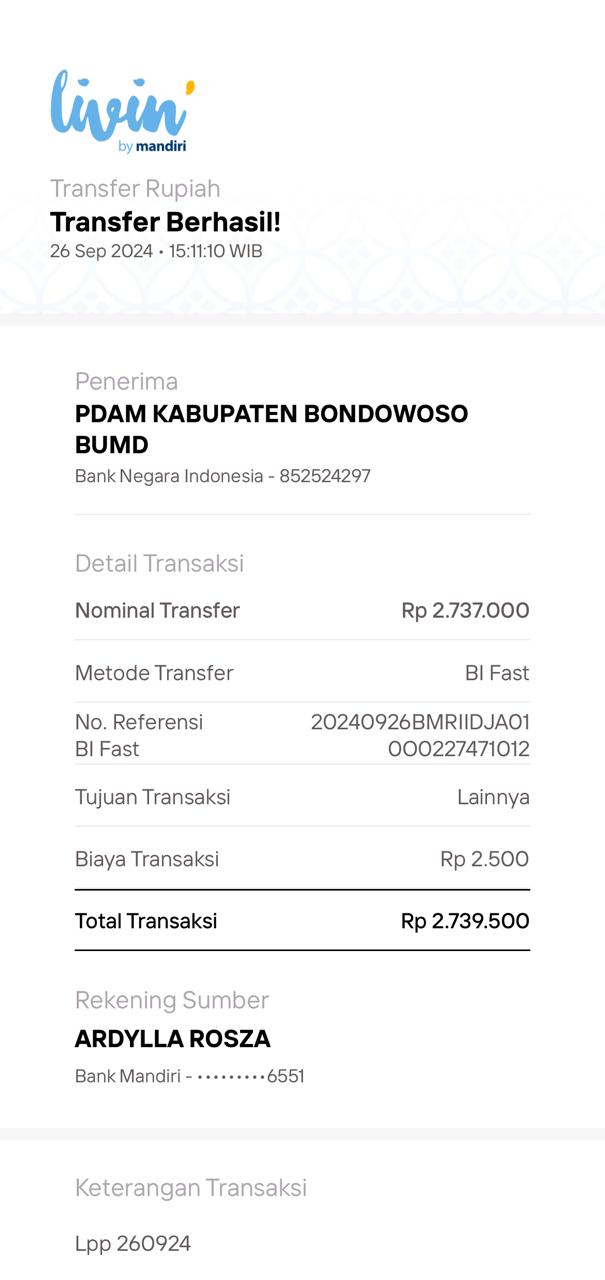 livin'
by mandiri
Transfer Rupiah
Transfer Berhasil!
26 Sep 2024 • 15:11:10 WIB
Penerima
PDAM KABUPATEN BONDOWOSO
BUMD
Bank Negara Indonesia - 852524297
Detail Transaksi
Nominal Transfer Rp 2.737.000
Metode Transfer BI Fast
No. Referensi 20240926BMRIIDJA01
BI Fast 0O0227471012
Tujuan Transaksi Lainnya
Biaya Transaksi Rp 2.500
Total Transaksi Rp 2.739.500
Rekening Sumber
ARDYLLA ROSZA
Bank Mandiri - •••••••••6551
Keterangan Transaksi
Lpp 260924